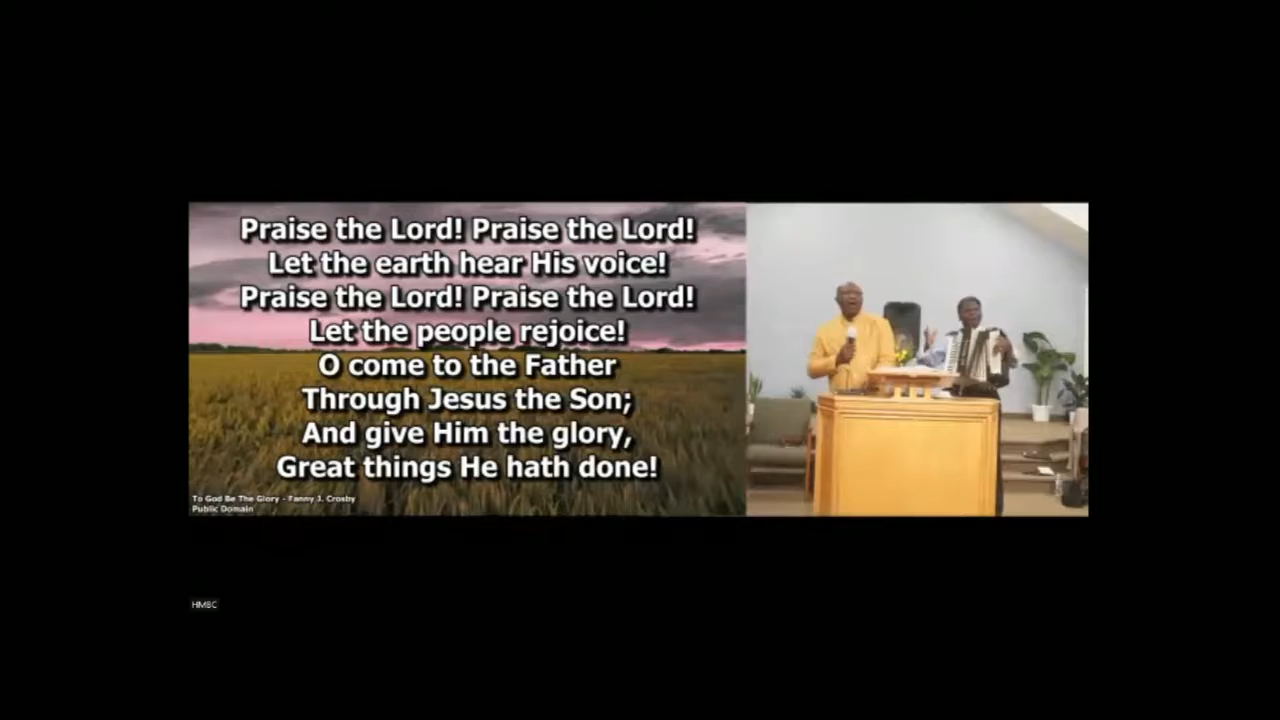 Praise the Lord! Praise the Lord!
Let the earth hear His voice!
Praise the Lord! Praise the Lord!
Let the people rejoice!
O come to the Father
Through Jesus the Son;
And give Him the glory,
Great things He hath done!
To God Be The Glory - Fanny J. Crosby
Public Domain
HMBC